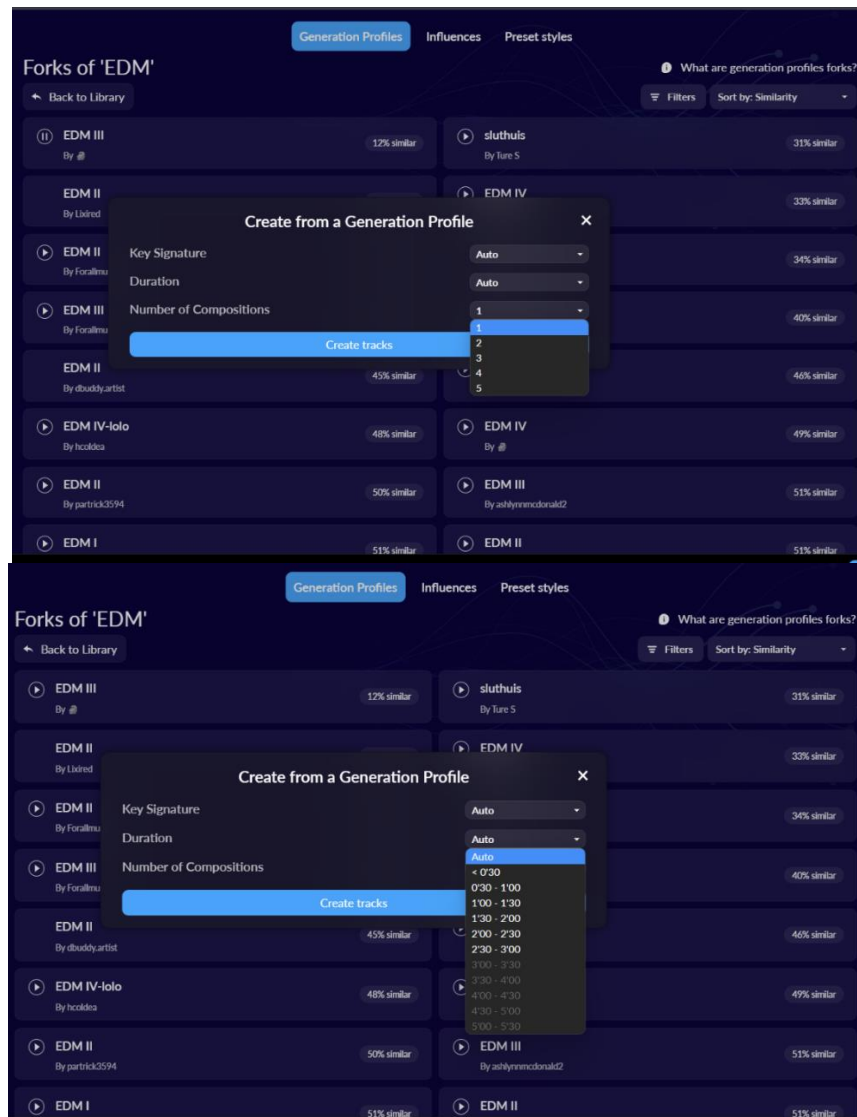 Generation Profiles Influences Preset styles
Forks of 'EDM'
What are generation profiles forks?
Back to Library
Filters Sort by: Similarity
EDM III
By
12% similar
sluthuis
By Ture S
31% similar
EDM II
By Lixired
EDM IV
33% similar
Create from a Generation Profile
EDM II
By Forallmu
Key Signature Auto
34% similar
Duration Auto
EDM III
By Forallmu
Number of Compositions 1
40% similar
1
2
3
4
5
Create tracks
EDM II
By dbuddy.artist
45% similar
46% similar
EDM IV-lolo
By hcoldea
48% similar
EDM IV
By
49% similar
EDM II
By partrick3594
50% similar
EDM III
By ashlynnmcdonald2
51% similar
EDM I
51% similar
EDM II
51% similar
Generation Profiles Influences Preset styles
Forks of 'EDM'
What are generation profiles forks?
Back to Library
Filters Sort by: Similarity
EDM III
By
12% similar
sluthuis
By Ture S
31% similar
EDM II
By Lixired
EDM IV
33% similar
Create from a Generation Profile
EDM II
By Forallmu
Key Signature Auto
34% similar
Duration Auto
EDM III
By Forallmu
Number of Compositions
40% similar
Auto
< 0'30
0'30 - 1'00
1'00 - 1'30
1'30 - 2'00
2'00 - 2'30
2'30 - 3'00
3'00 - 3'30
3'30 - 4'00
4'00 - 4'30
4'30 - 5'00
5'00 - 5'30
Create tracks
EDM II
By dbuddy.artist
45% similar
46% similar
EDM IV-lolo
By hcoldea
48% similar
49% similar
EDM II
By partrick3594
50% similar
EDM III
By ashlynnmcdonald2
51% similar
EDM I
51% similar
EDM II
51% similar